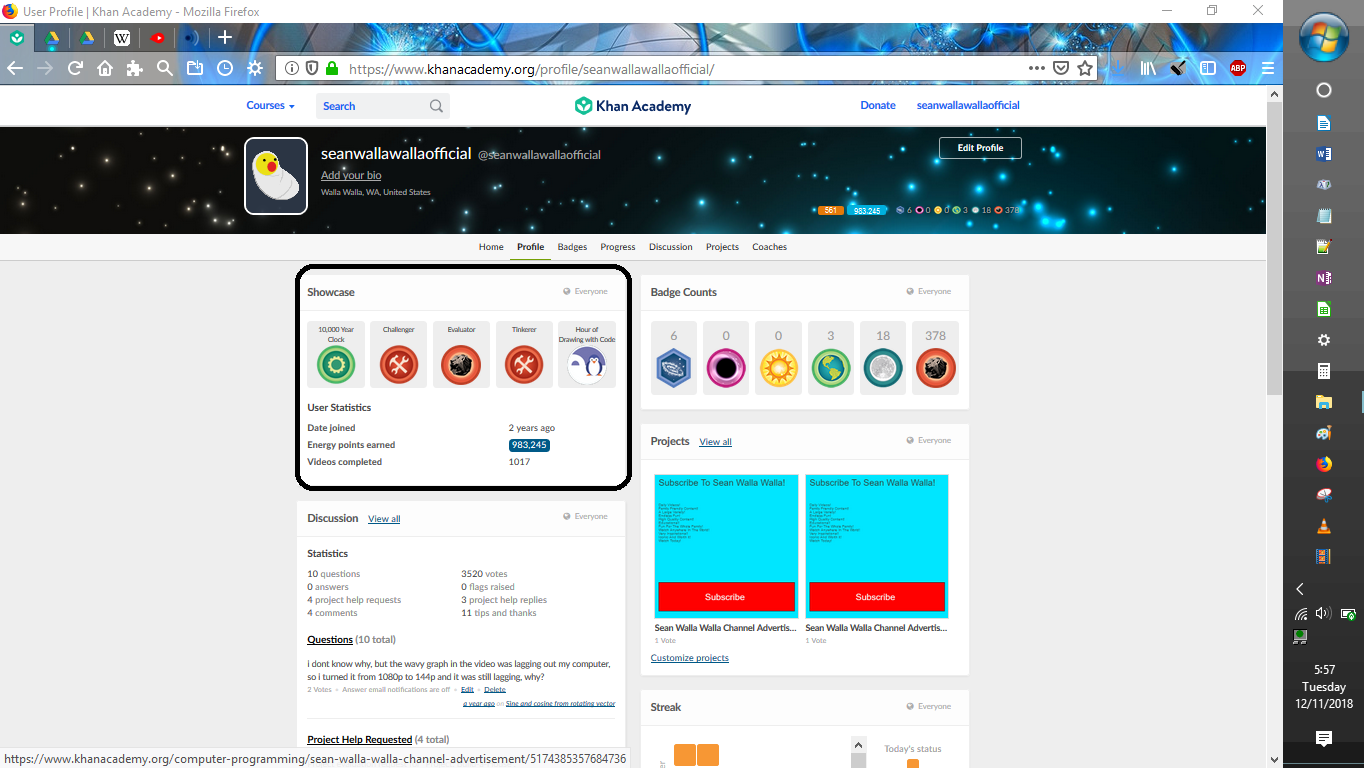 User Profile | Khan Academy - Mozilla Firefox
https://www.khanacademy.org/profile/seanwallawallaofficial/
ABP
Courses
Search
Khan Academy
Donate
seanwallawallaofficial
seanwallawallaofficial @seanwallawallaofficial
Edit Profile
Add your bio
Walla Walla, WA, United States
561 983,245 6 0 0 3 18 378
Home Profile Badges Progress Discussion Projects Coaches
Showcase
Everyone
10,000 Year Clock
Challenger
Evaluator
Tinkerer
Hour of Drawing with Code
User Statistics
Date joined 2 years ago
Energy points earned 983,245
Videos completed 1017
Badge Counts
Everyone
6 0 0 3 18 378
Projects View all
Everyone
Subscribe To Sean Walla Walla!
Subscribe
Sean Walla Walla Channel Advertis...
1 Vote
Subscribe To Sean Walla Walla!
Subscribe
Sean Walla Walla Channel Advertis...
1 Vote
Customize projects
Discussion View all
Everyone
Statistics
10 questions 3520 votes
0 answers 0 flags raised
4 project help requests 3 project help replies
4 comments 11 tips and thanks
Questions (10 total)
i dont know why, but the wavy graph in the video was lagging out my computer,
so i turned it from 1080p to 144p and it was still lagging, why?
2 Votes • Answer email notifications are off • Edit • Delete
a year ago on Sine and cosine from rotating vector
Project Help Requested (4 total)
Streak
Everyone
Today's status
https://www.khanacademy.org/computer-programming/sean-walla-walla-channel-advertisement/5174385357684736
5:57
Tuesday
12/11/2018